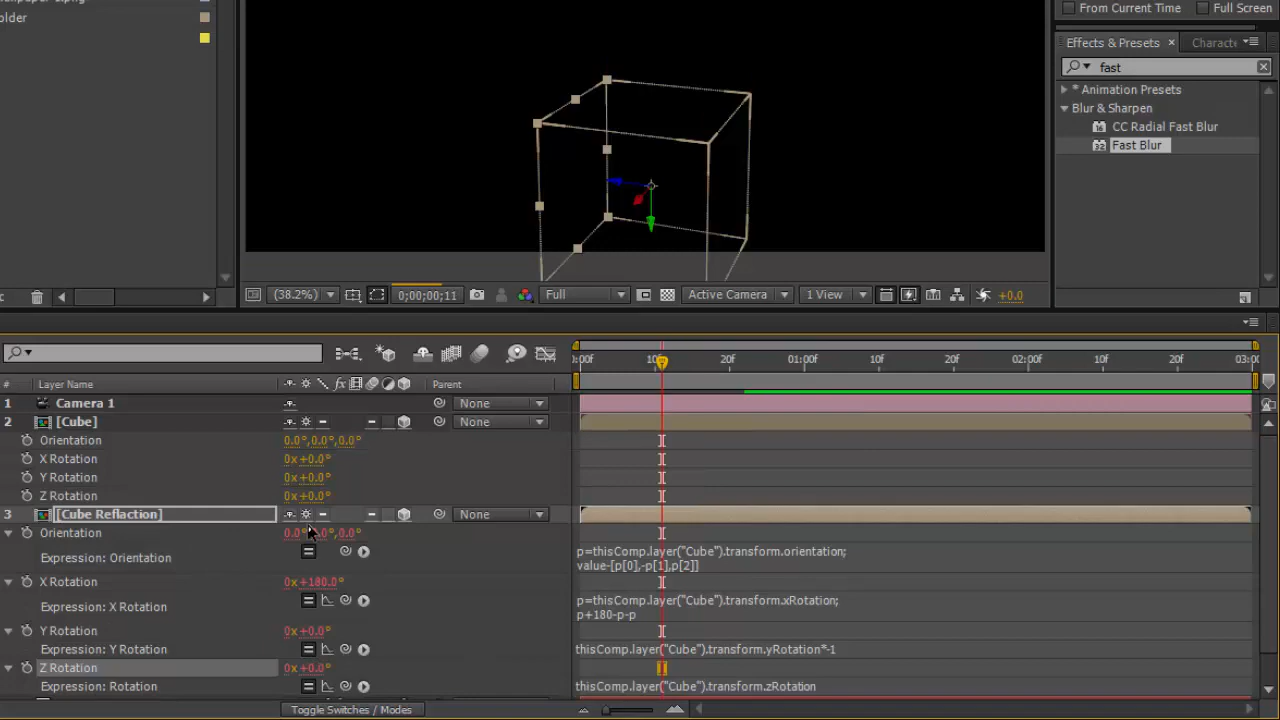 older
From Current Time
Full Screen
Effects & Presets
fast
* Animation Presets
Blur & Sharpen
CC Radial Fast Blur
Fast Blur
(38.2%)
0;00;00;11
Full
Active Camera
1 View
+0.0
:00f
20f
01:00f
10f
20f
02:00f
10f
20f
# Layer Name
fx
Parent
1 Camera 1
None
2 [Cube]
None
Orientation
0.0°,0.0°,0.0°
X Rotation
0x+0.0°
Y Rotation
0x+0.0°
Z Rotation
0x+0.0°
3 [Cube Reflection]
None
Orientation
Expression: Orientation
p=thisComp.layer("Cube").transform.orientation;
value-[p[0],-p[1],p[2]]
X Rotation
0x+180.0°
Expression: X Rotation
p=thisComp.layer("Cube").transform.xRotation;
p+180-p-p
Y Rotation
0x+0.0°
Expression: Y Rotation
thisComp.layer("Cube").transform.yRotation*-1
Z Rotation
0x+0.0°
Expression: Rotation
thisComp.layer("Cube").transform.zRotation
Toggle Switches / Modes